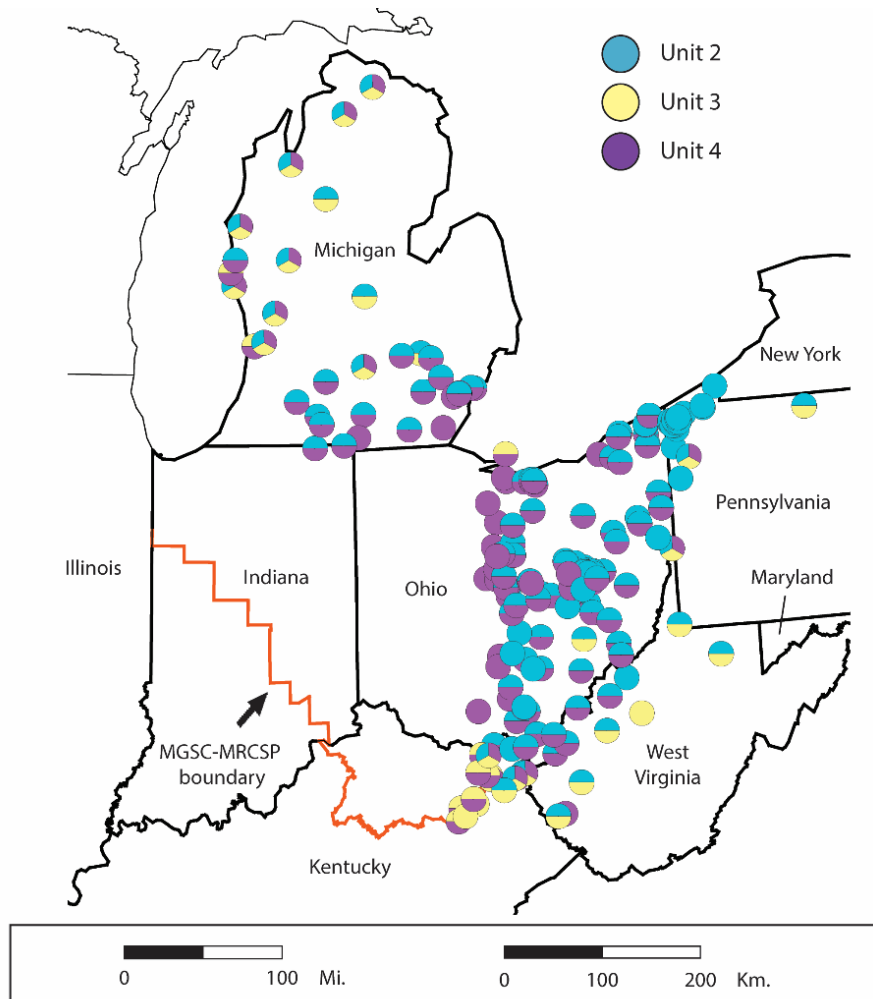 Unit 2
Unit 3
Unit 4
Michigan
New York
Pennsylvania
Illinois
Indiana
Ohio
Maryland
MGSC-MRCSP
boundary
West
Virginia
Kentucky
0 100 Mi.
0 100 200 Km.